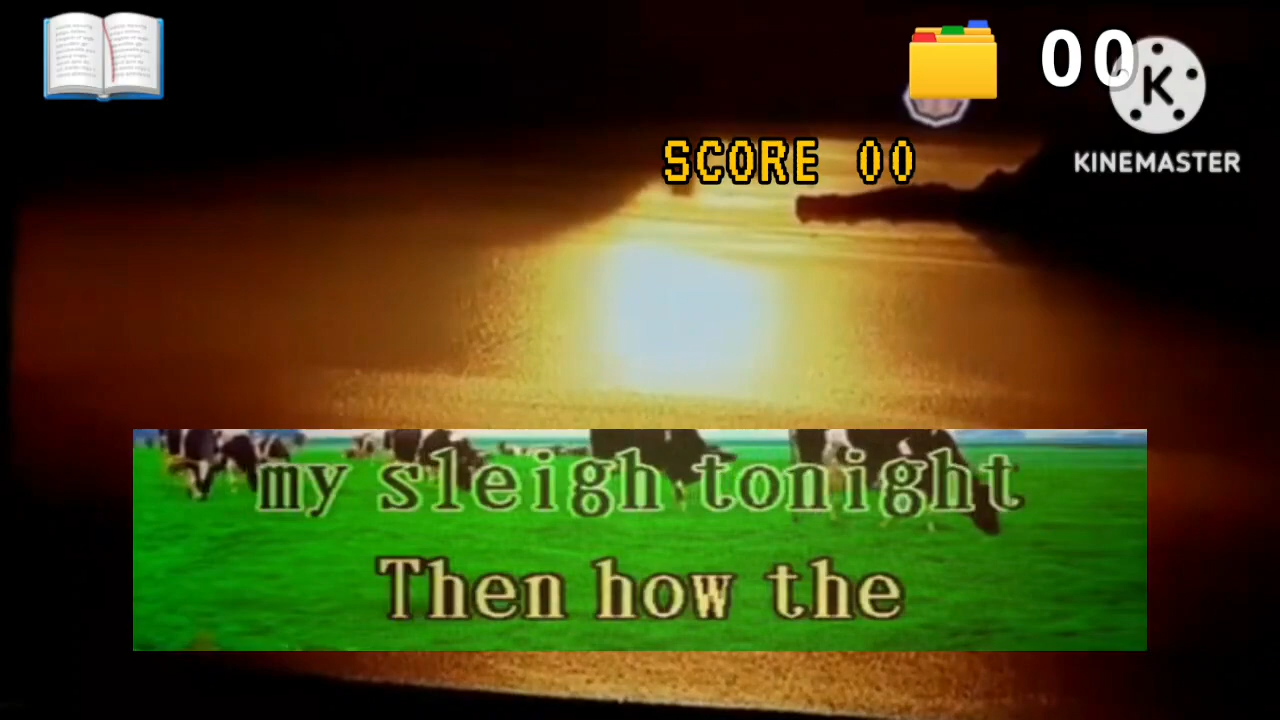 00
KINEMASTER
SCORE 00
my sleigh tonight
Then how the